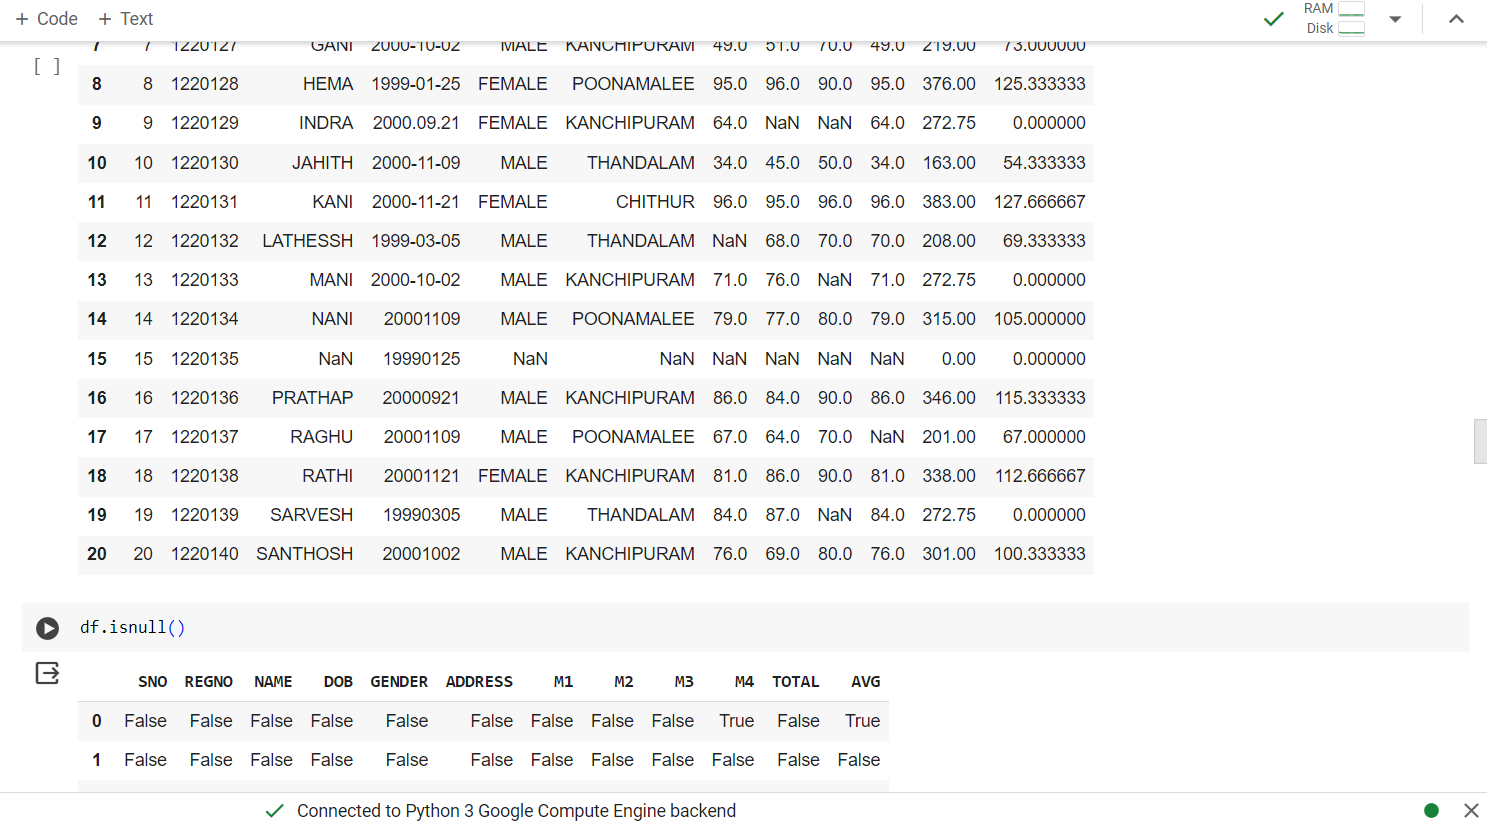 + Code + Text
RAM
Disk
7 7 1220127 GANI 2000-10-02 MALE KANCHIPURAM 49.0 51.0 70.0 49.0 219.00 73.000000
[ ]
8 8 1220128 HEMA 1999-01-25 FEMALE POONAMALEE 95.0 96.0 90.0 95.0 376.00 125.333333
9 9 1220129 INDRA 2000.09.21 FEMALE KANCHIPURAM 64.0 NaN NaN 64.0 272.75 0.000000
10 10 1220130 JAHITH 2000-11-09 MALE THANDALAM 34.0 45.0 50.0 34.0 163.00 54.333333
11 11 1220131 KANI 2000-11-21 FEMALE CHITHUR 96.0 95.0 96.0 96.0 383.00 127.666667
12 12 1220132 LATHESSH 1999-03-05 MALE THANDALAM NaN 68.0 70.0 70.0 208.00 69.333333
13 13 1220133 MANI 2000-10-02 MALE KANCHIPURAM 71.0 76.0 NaN 71.0 272.75 0.000000
14 14 1220134 NANI 20001109 MALE POONAMALEE 79.0 77.0 80.0 79.0 315.00 105.000000
15 15 1220135 NaN 19990125 NaN NaN NaN NaN NaN NaN 0.00 0.000000
16 16 1220136 PRATHAP 20000921 MALE KANCHIPURAM 86.0 84.0 90.0 86.0 346.00 115.333333
17 17 1220137 RAGHU 20001109 MALE POONAMALEE 67.0 64.0 70.0 NaN 201.00 67.000000
18 18 1220138 RATHI 20001121 FEMALE KANCHIPURAM 81.0 86.0 90.0 81.0 338.00 112.666667
19 19 1220139 SARVESH 19990305 MALE THANDALAM 84.0 87.0 NaN 84.0 272.75 0.000000
20 20 1220140 SANTHOSH 20001002 MALE KANCHIPURAM 76.0 69.0 80.0 76.0 301.00 100.333333
df.isnull()
SNO REGNO NAME DOB GENDER ADDRESS M1 M2 M3 M4 TOTAL AVG
0 False False False False False False False False False True False True
1 False False False False False False False False False False False False
Connected to Python 3 Google Compute Engine backend